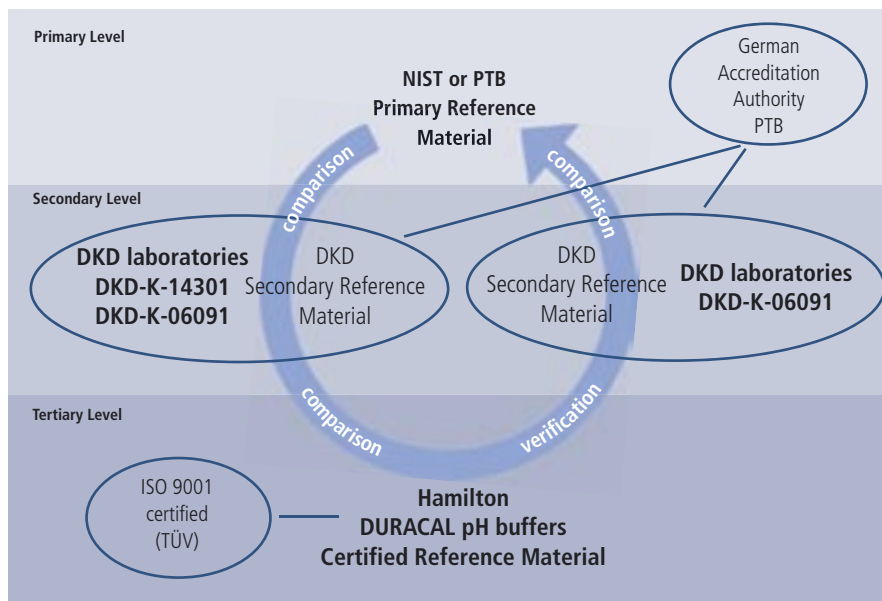 Primary Level
NIST or PTB
Primary Reference
Material
German
Accreditation
Authority
PTB
comparison
comparison
Secondary Level
DKD laboratories
DKD-K-14301
DKD-K-06091
DKD
Secondary Reference
Material
DKD
Secondary Reference
Material
DKD laboratories
DKD-K-06091
comparison
verification
Tertiary Level
ISO 9001
certified
(TÜV)
Hamilton
DURACAL pH buffers
Certified Reference Material